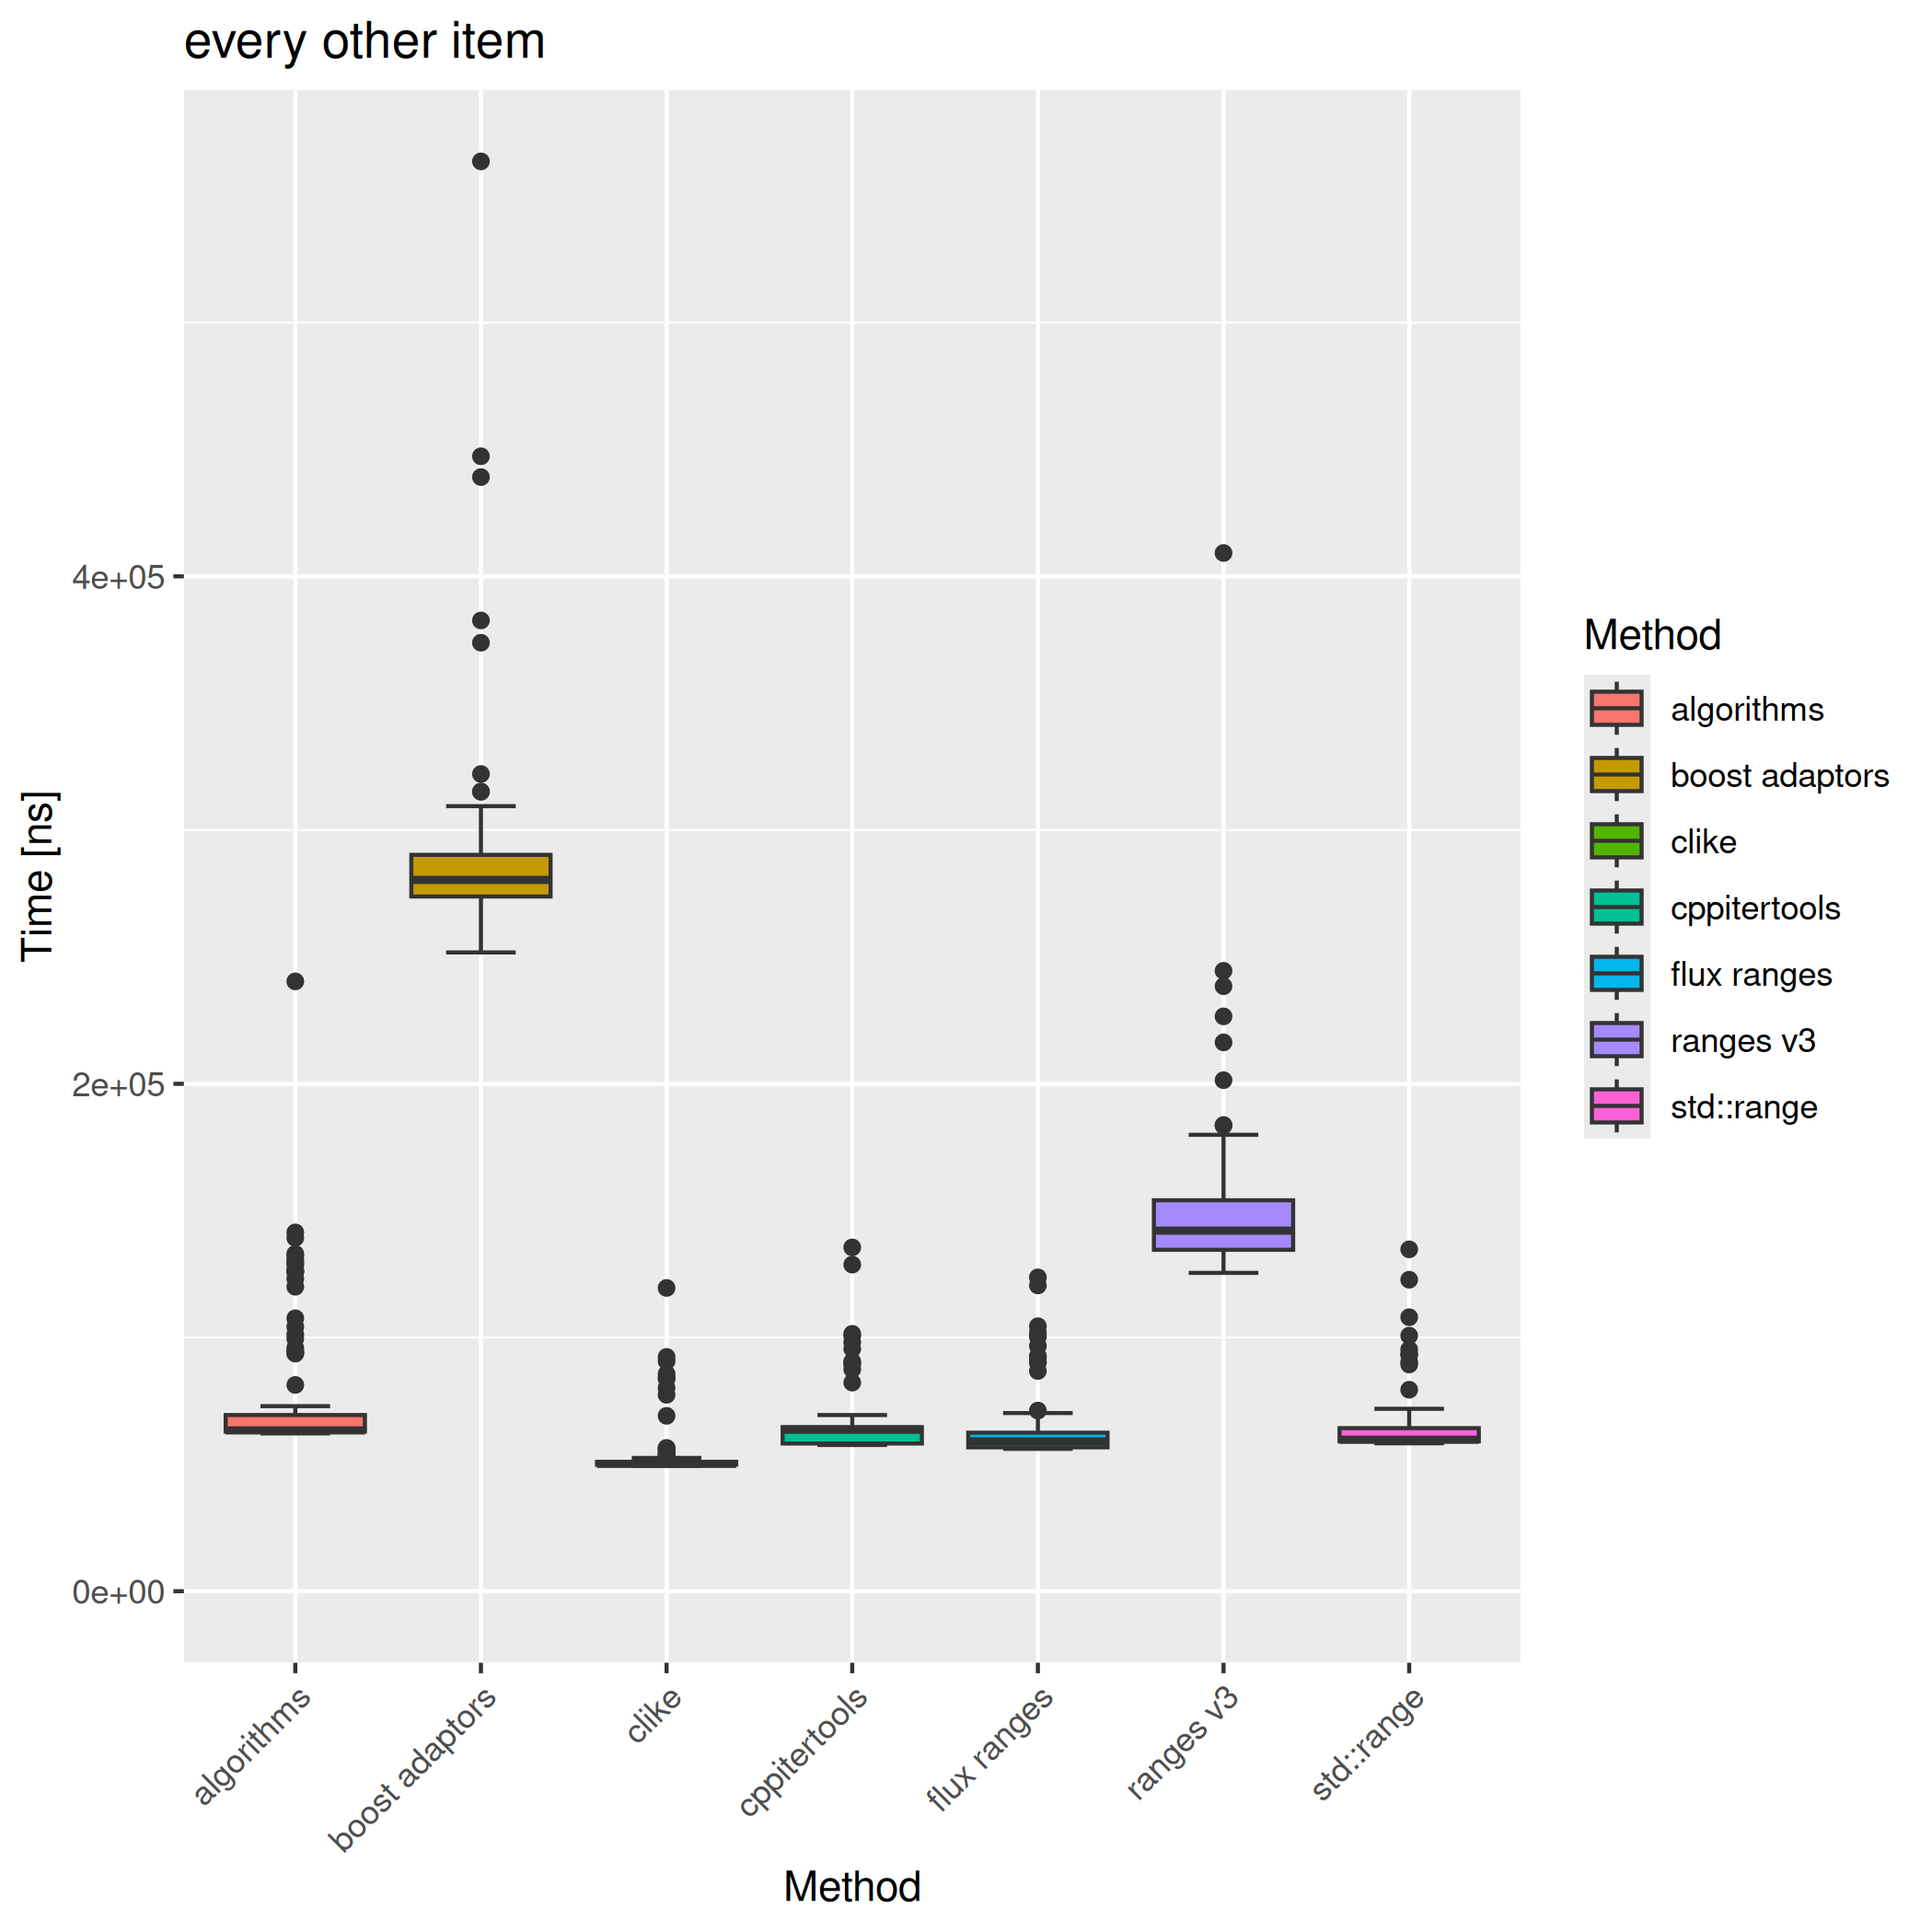 every other item
Time [ns]
4e+05
2e+05
0e+00
algorithms
boost adaptors
clike
cppitertools
flux ranges
ranges v3
std::range
Method
Method
algorithms
boost adaptors
clike
cppitertools
flux ranges
ranges v3
std::range